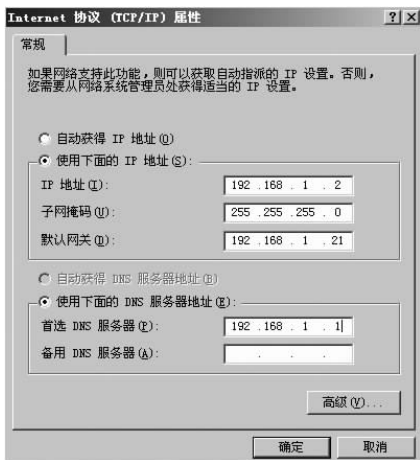 Internet 协议 (TCP/IP) 属性
常规
如果网络支持此功能，则可以获取自动指派的 IP 设置。否则，
您需要从网络系统管理员处获得适当的 IP 设置。
自动获得 IP 地址(O)
使用下面的 IP 地址(S):
IP 地址(I): 192 .168 . 1 . 2
子网掩码(U): 255 .255 .255 . 0
默认网关(D): 192 .168 . 1 . 21
自动获得 DNS 服务器地址(B)
使用下面的 DNS 服务器地址(E):
首选 DNS 服务器(P): 192 .168 . 1 . 1
备用 DNS 服务器(A): . . .
高级(V)...
确定 取消